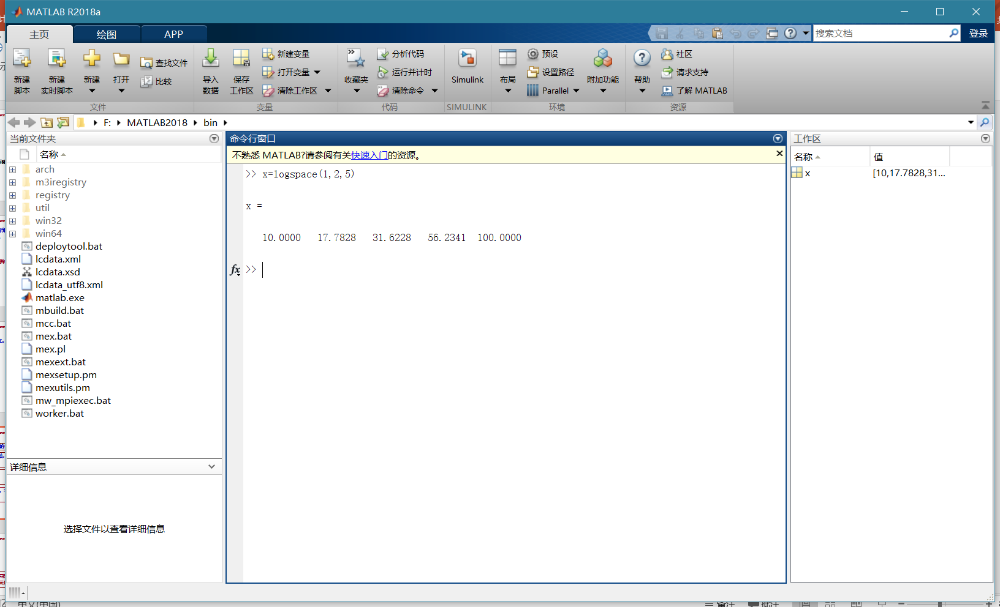 MATLAB R2018a
主页 绘图 APP 搜索文档 登录
新建脚本 新建实时脚本 新建 打开 查找文件 比较
导入数据 保存工作区 新建变量 打开变量 清除工作区
收藏夹 分析代码 运行并计时 清除命令
Simulink
布局 预设 设置路径 Parallel 附加功能
帮助 社区 请求支持 了解 MATLAB
文件 变量 代码 SIMULINK 环境 资源
F: MATLAB2018 bin
当前文件夹
名称
arch
m3iregistry
registry
util
win32
win64
deploytool.bat
lcdata.xml
lcdata.xsd
lcdata_utf8.xml
matlab.exe
mbuild.bat
mcc.bat
mex.bat
mex.pl
mexext.bat
mexsetup.pm
mexutils.pm
mw_mpiexec.bat
worker.bat
详细信息
选择文件以查看详细信息
命令行窗口
不熟悉 MATLAB?请参阅有关快速入门的资源。
>> x=logspace(1,2,5)
x =
10.0000 17.7828 31.6228 56.2341 100.0000
fx >>
工作区
名称 值
x [10,17.7828,31...
中文(中国) 备注 批注